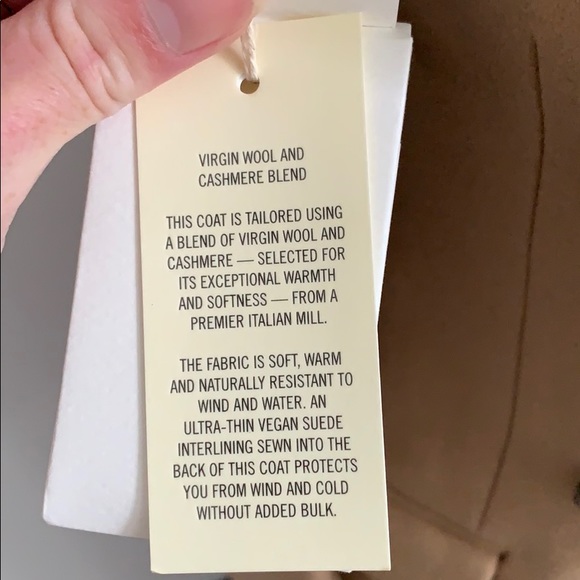 VIRGIN WOOL AND
CASHMERE BLEND
THIS COAT IS TAILORED USING
A BLEND OF VIRGIN WOOL AND
CASHMERE — SELECTED FOR
ITS EXCEPTIONAL WARMTH
AND SOFTNESS — FROM A
PREMIER ITALIAN MILL.
THE FABRIC IS SOFT, WARM
AND NATURALLY RESISTANT TO
WIND AND WATER. AN
ULTRA-THIN VEGAN SUEDE
INTERLINING SEWN INTO THE
BACK OF THIS COAT PROTECTS
YOU FROM WIND AND COLD
WITHOUT ADDED BULK.